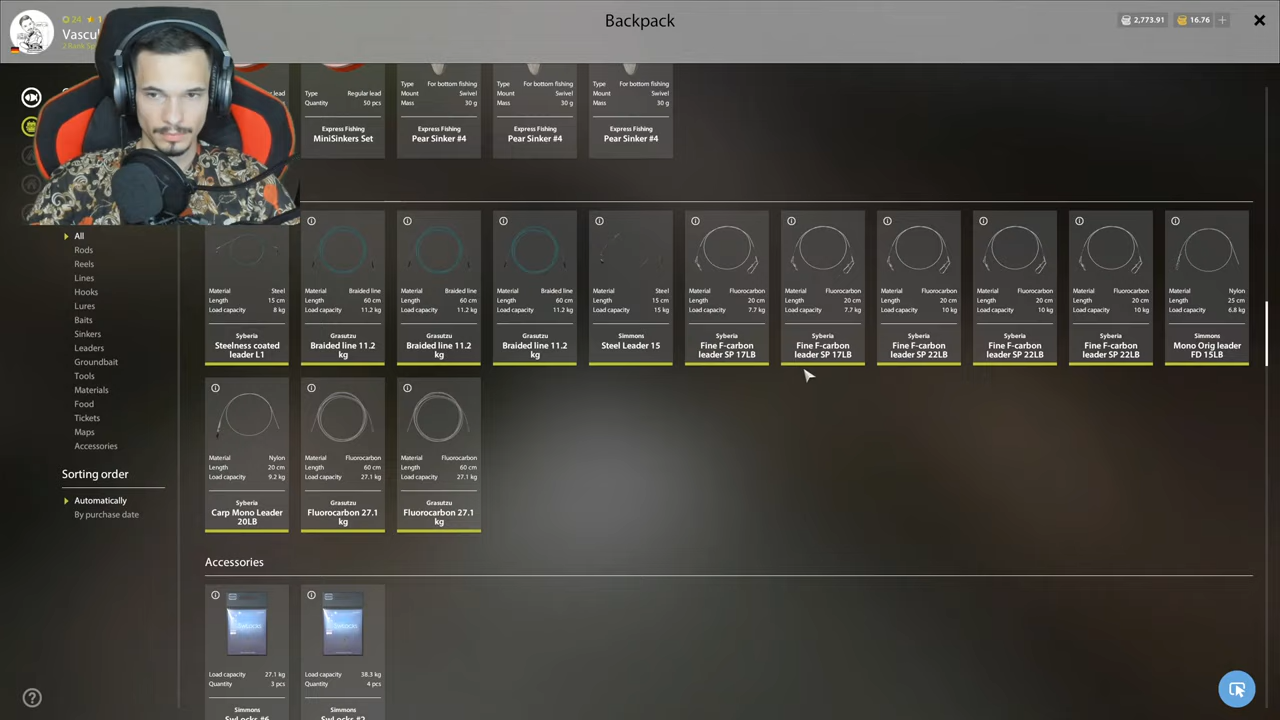 Backpack
24
Vascu
2,773.91
16.76
Type Regular lead
Quantity 50 pcs
Express Fishing
MiniSinkers Set
Type For bottom fishing
Mount Swivel
Mass 30 g
Express Fishing
Pear Sinker #4
Type For bottom fishing
Mount Swivel
Mass 30 g
Express Fishing
Pear Sinker #4
Type For bottom fishing
Mount Swivel
Mass 30 g
Express Fishing
Pear Sinker #4
All
Rods
Reels
Lines
Hooks
Lures
Baits
Sinkers
Leaders
Groundbait
Tools
Materials
Food
Tickets
Maps
Accessories
Sorting order
Automatically
By purchase date
Material Steel
Length 15 cm
Load capacity 8 kg
Syberia
Steelness coated
leader L1
Material Braided line
Length 60 cm
Load capacity 11.2 kg
Grasutzu
Braided line 11.2
kg
Material Braided line
Length 60 cm
Load capacity 11.2 kg
Grasutzu
Braided line 11.2
kg
Material Braided line
Length 60 cm
Load capacity 11.2 kg
Grasutzu
Braided line 11.2
kg
Material Steel
Length 15 cm
Load capacity 15 kg
Simmons
Steel Leader 15
Material Fluorocarbon
Length 20 cm
Load capacity 7.7 kg
Syberia
Fine F-carbon
leader SP 17LB
Material Fluorocarbon
Length 20 cm
Load capacity 7.7 kg
Syberia
Fine F-carbon
leader SP 17LB
Material Fluorocarbon
Length 20 cm
Load capacity 10 kg
Syberia
Fine F-carbon
leader SP 22LB
Material Fluorocarbon
Length 20 cm
Load capacity 10 kg
Syberia
Fine F-carbon
leader SP 22LB
Material Fluorocarbon
Length 20 cm
Load capacity 10 kg
Syberia
Fine F-carbon
leader SP 22LB
Material Nylon
Length 25 cm
Load capacity 6.8 kg
Simmons
Mono Orig leader
FD 15LB
Material Nylon
Length 20 cm
Load capacity 9.2 kg
Syberia
Carp Mono Leader
20LB
Material Fluorocarbon
Length 60 cm
Load capacity 27.1 kg
Grasutzu
Fluorocarbon 27.1
kg
Material Fluorocarbon
Length 60 cm
Load capacity 27.1 kg
Grasutzu
Fluorocarbon 27.1
kg
Accessories
Load capacity 27.1 kg
Quantity 3 pcs
Simmons
Load capacity 38.3 kg
Quantity 4 pcs
Simmons